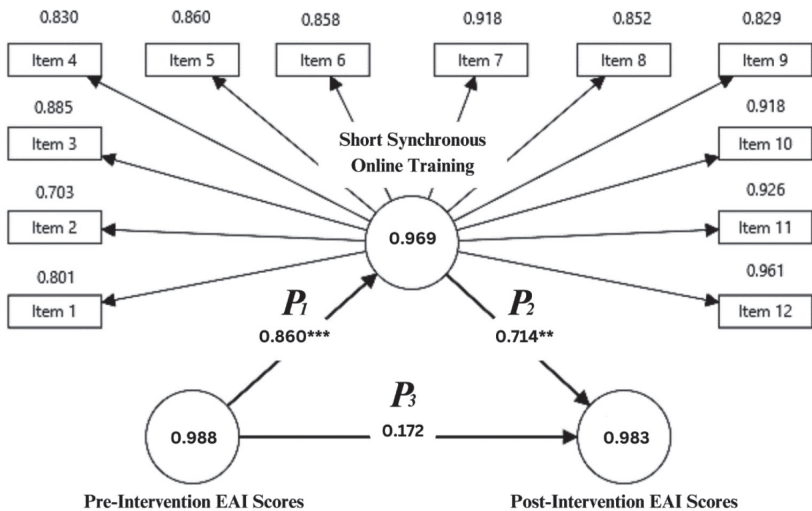 0.830
0.860
0.858
0.918
0.852
0.829
Item 4
Item 5
Item 6
Item 7
Item 8
Item 9
0.885
0.918
Item 3
Item 10
Short Synchronous
Online Training
0.703
0.926
Item 2
Item 11
0.969
0.801
0.961
Item 1
Item 12
P1
0.860***
P2
0.714**
P3
0.172
0.988
0.983
Pre-Intervention EAI Scores
Post-Intervention EAI Scores